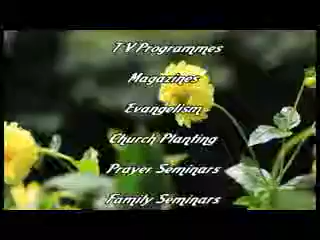 T V Programmes
Magazines
Evangelism
Church Planting
Prayer Seminars
Family Seminars